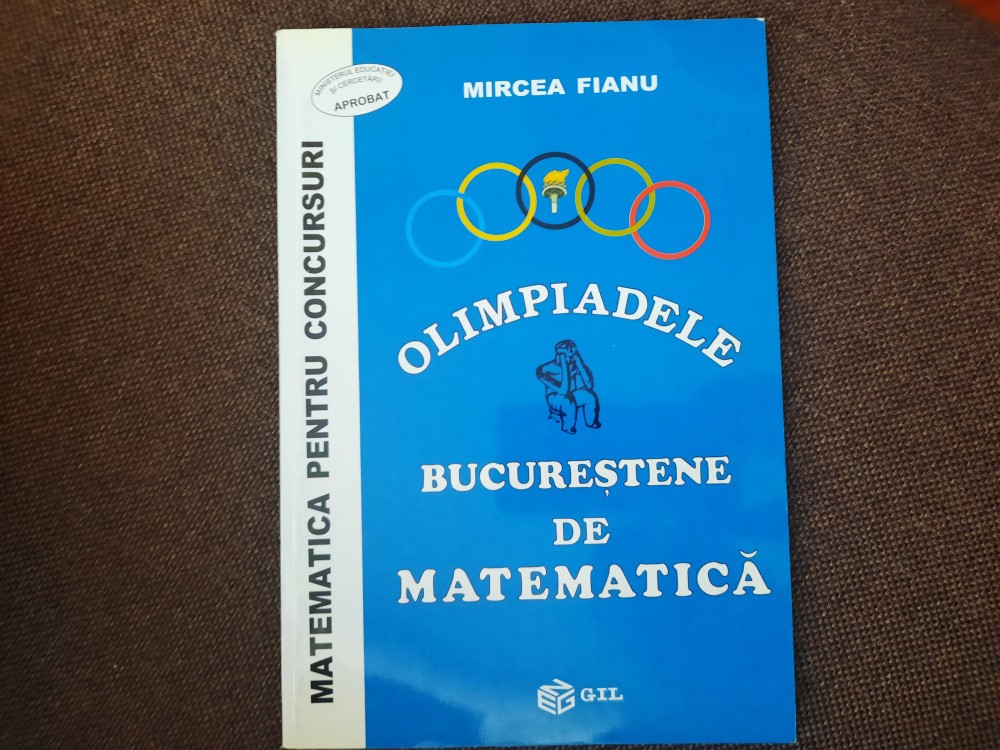 MINISTERUL EDUCAȚIEI
ȘI CERCETĂRII
APROBAT
MATEMATICA PENTRU CONCURSURI
MIRCEA FIANU
OLIMPIADELE
BUCUREȘTENE
DE
MATEMATICĂ
GIL